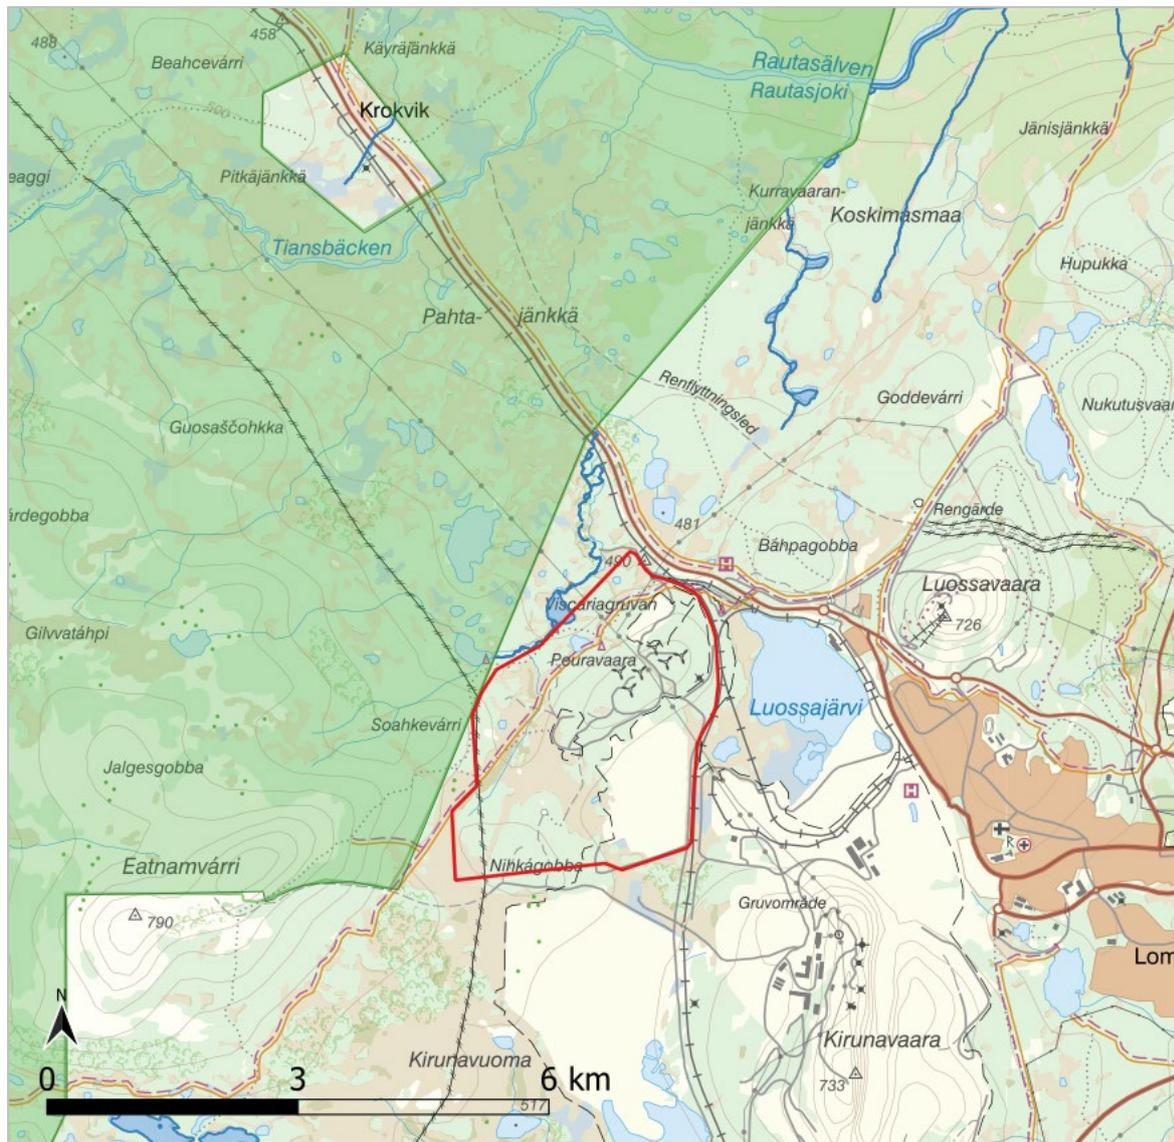 488
458
Käyräjänkkä
Beahcevárri
Rautasälven
Rautasjoki
500
Krokvik
Jänisjänkkä
eaggi
Pitkäjänkkä
Kurravaaran-
jänkkä
Koskimasmaa
Tiansbäcken
Hupukka
Pahta-
jänkkä
Renflyttningsled
Goddevárri
Nukutusvaar
Guosaščohkka
Rengärde
árdegobba
481
Báhpagobba
490
H
Luossavaara
Viscariagruvan
726
Gilvvatáhpi
Peuravaara
Soahkevárri
Luossajärvi
Jalgesgobba
H
Eatnamvárri
Nihkágobba
790
Gruvområde
Lom
N
Kirunavuoma
Kirunavaara
0
3
6 km
733
517